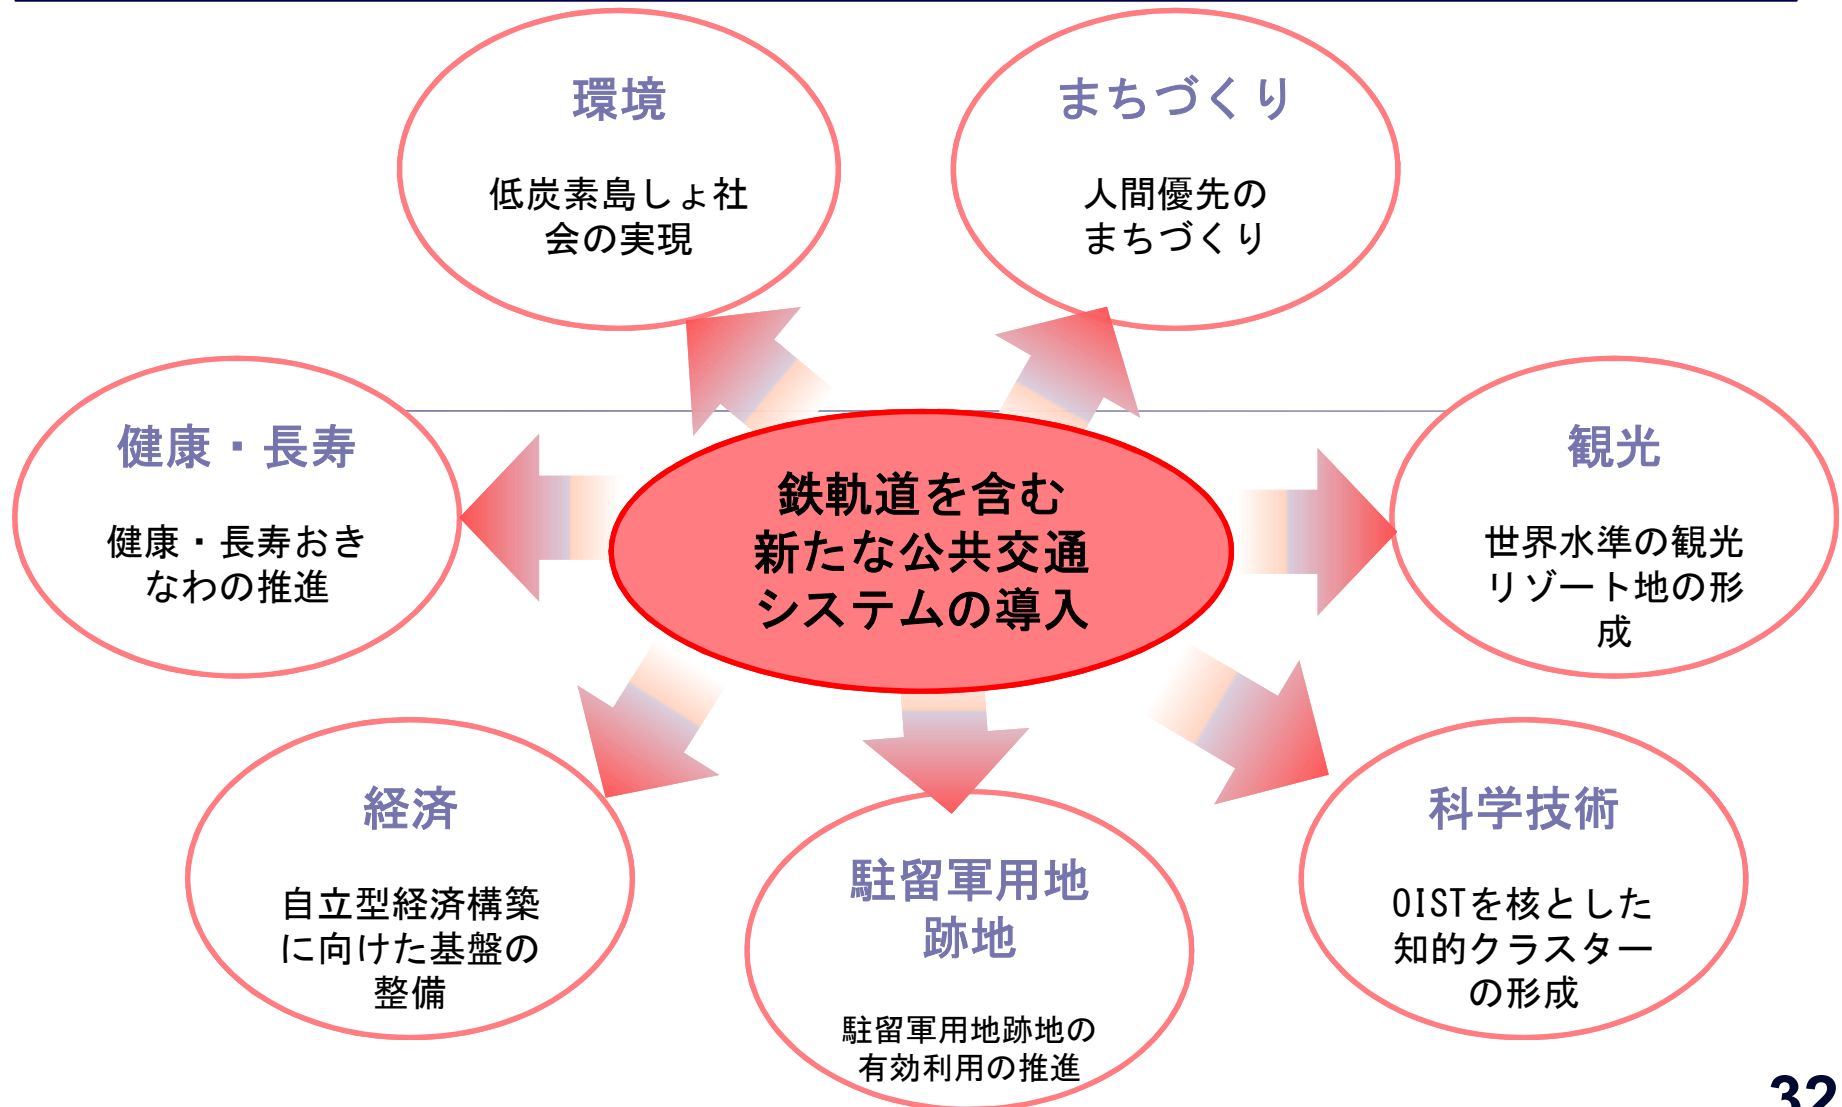 環境
低炭素島しょ社
会の実現
まちづくり
人間優先の
まちづくり
健康・長寿
健康・長寿おき
なわの推進
鉄軌道を含む
新たな公共交通
システムの導入
観光
世界水準の観光
リゾート地の形
成
経済
自立型経済構築
に向けた基盤の
整備
駐留軍用地
跡地
駐留軍用地跡地の
有効利用の推進
科学技術
OISTを核とした
知的クラスター
の形成
32